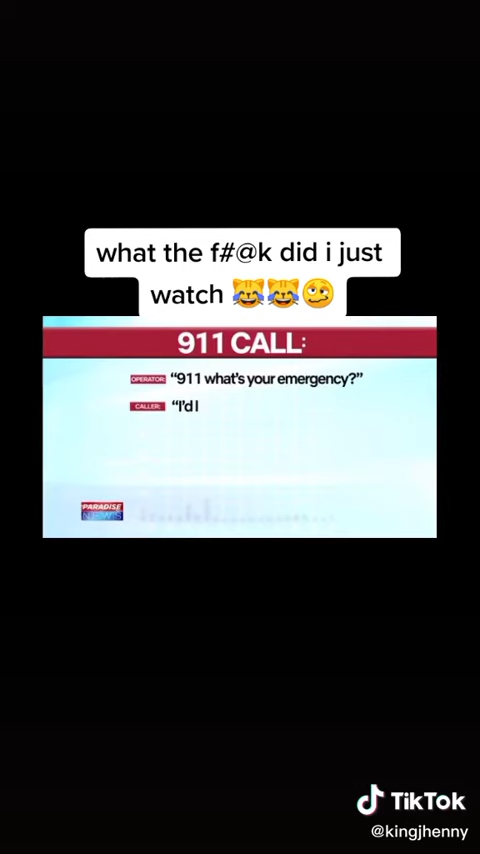 what the f#@k did i just
watch 😹😹🥴
911 CALL:
OPERATOR: “911 what's your emergency?”
CALLER: “I'd l
PARADISE
NEWS
TikTok
@kingjhenny